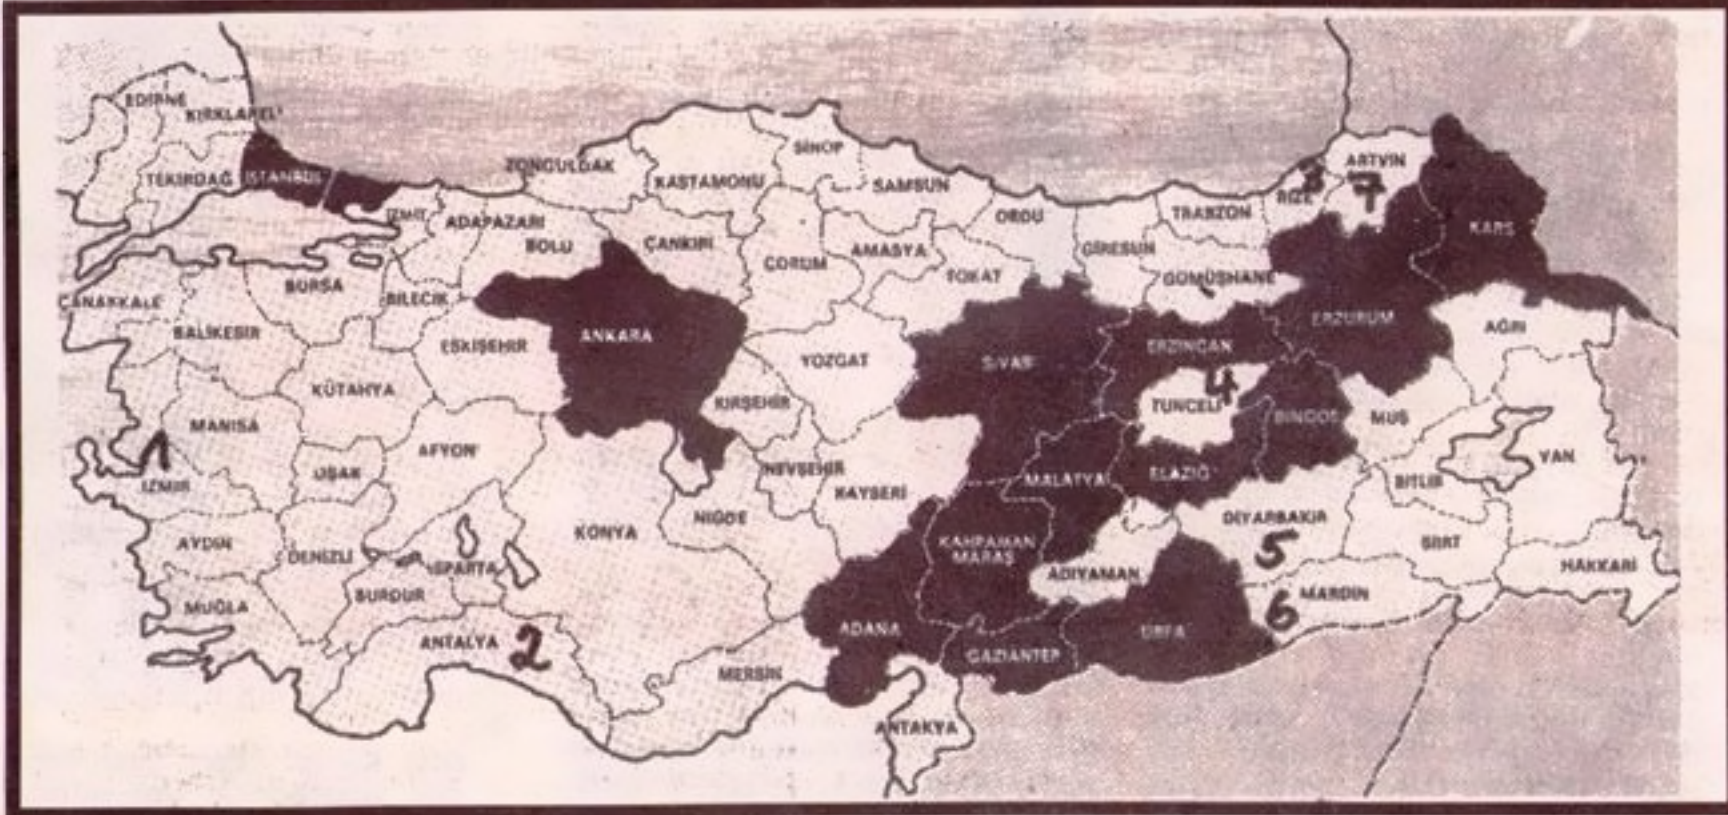 EDİRNE
KIRKLARELİ
TEKİRDAĞ
İSTANBUL
ZONGULDAK
KASTAMONU
SİNOP
SAMSUN
ORDU
GİRESUN
TRABZON
RİZE
3
ARTVİN
7
KARS
İZMİT
ADAPAZARI
BOLU
ÇANKIRI
ÇORUM
AMASYA
TOKAT
GÜMÜŞHANE
ÇANAKKALE
BALIKESİR
BURSA
BİLECİK
ESKİŞEHİR
ANKARA
YOZGAT
SİVAS
ERZİNCAN
ERZURUM
AĞRI
KÜTAHYA
KIRŞEHİR
TUNCELİ
4
BİNGÖL
MUŞ
MANİSA
1
İZMİR
UŞAK
AFYON
NEVŞEHİR
KAYSERİ
MALATYA
ELAZIĞ
BİTLİS
VAN
AYDIN
DENİZLİ
ISPARTA
KONYA
NİĞDE
KAHRAMAN
MARAŞ
ADIYAMAN
DİYARBAKIR
5
SİİRT
HAKKARİ
MUĞLA
BURDUR
ANTALYA
2
MERSİN
ADANA
GAZİANTEP
URFA
6
MARDİN
ANTAKYA